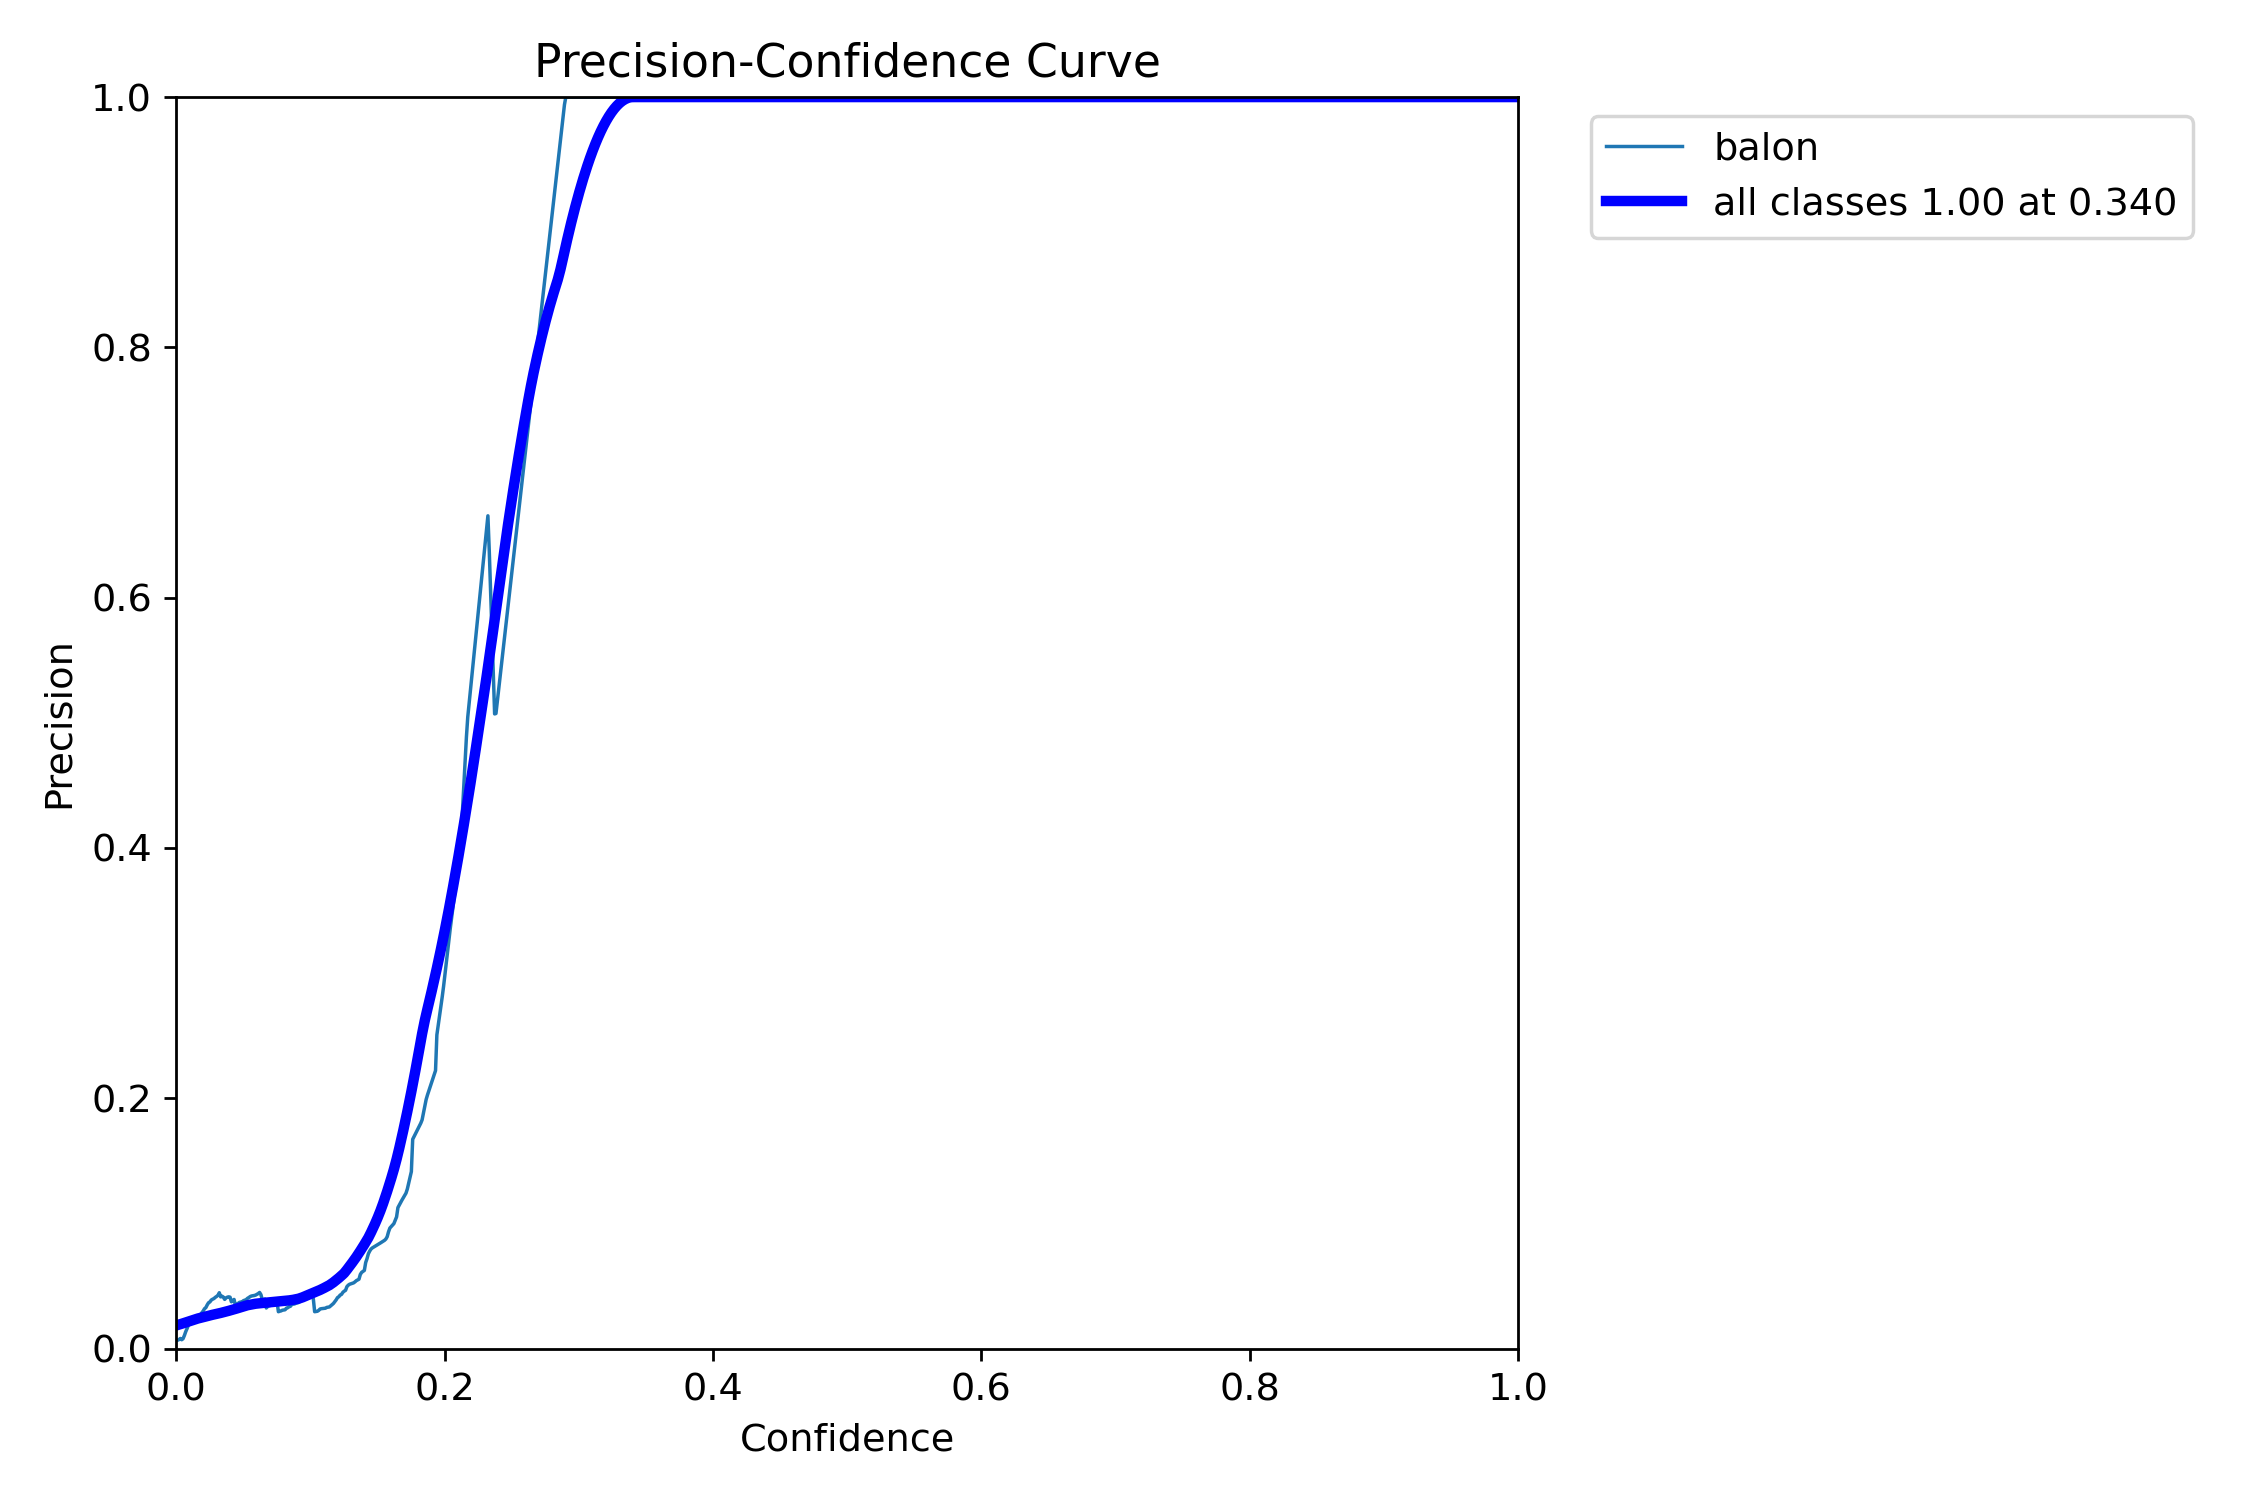 Precision-Confidence Curve
1.0
0.8
0.6
0.4
0.2
0.0
Precision
0.0 0.2 0.4 0.6 0.8 1.0
Confidence
balon
all classes 1.00 at 0.340